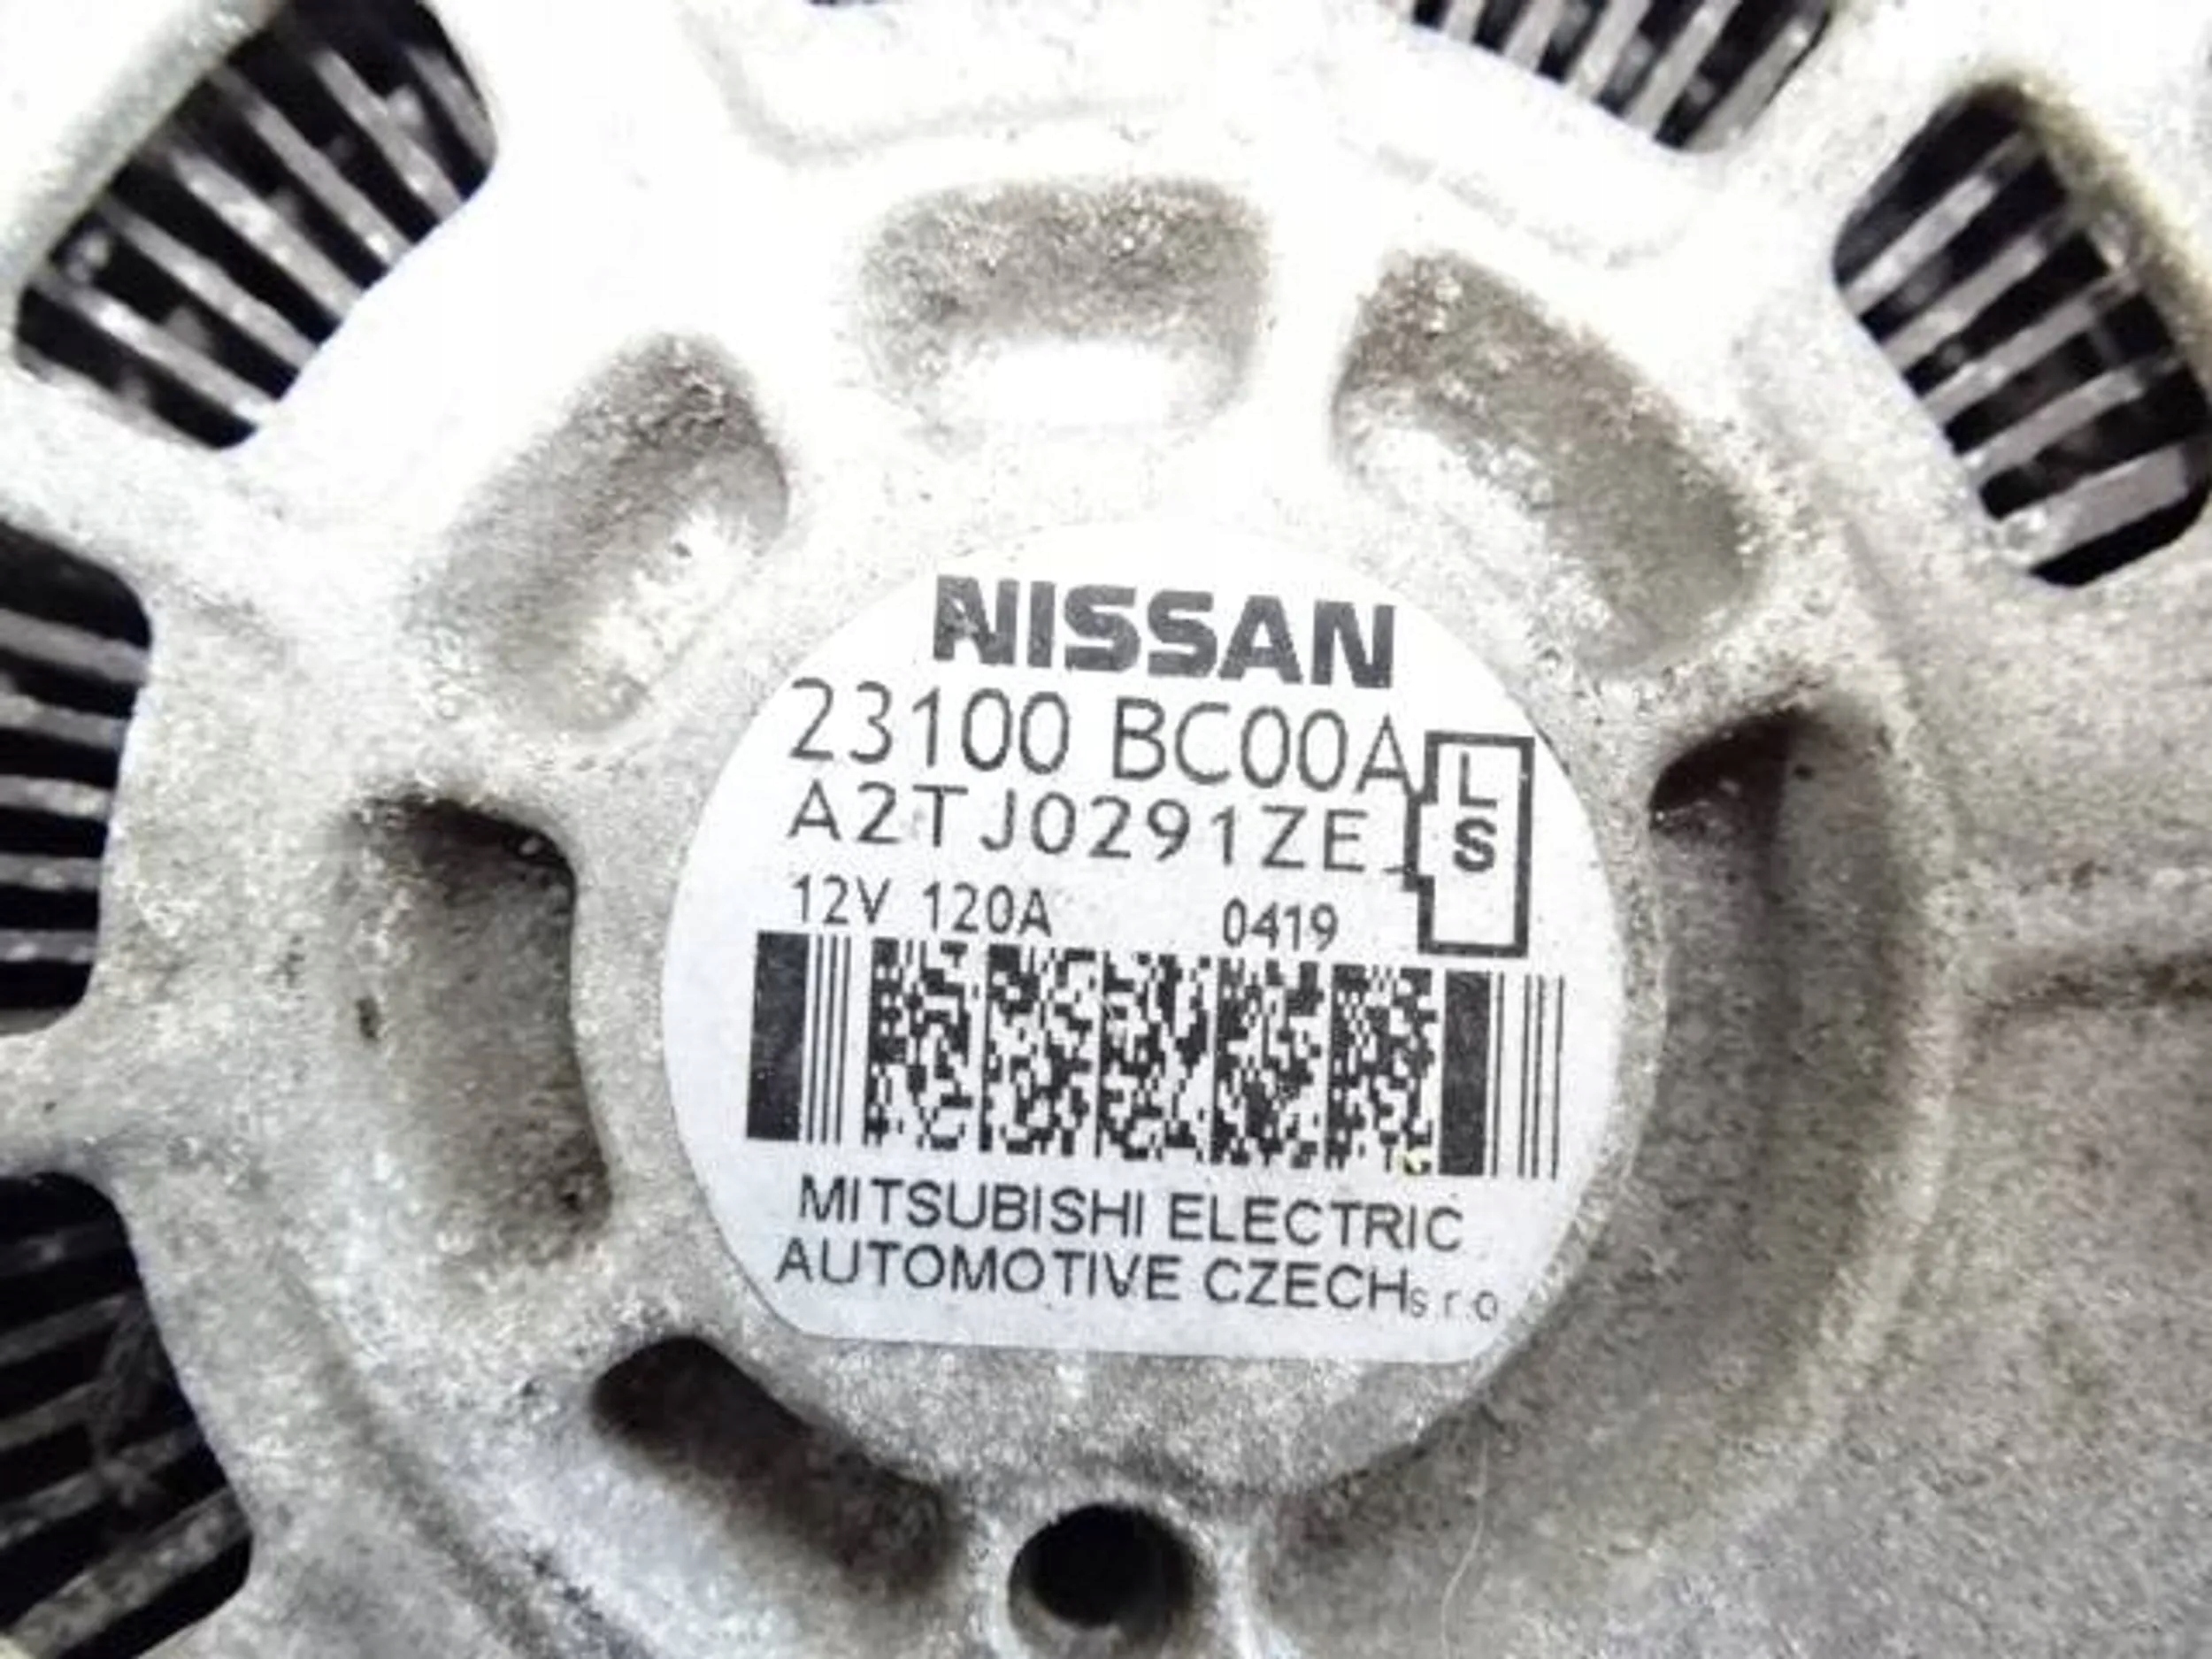 NISSAN
23100 BC00A
A2TJ0291ZE
L
S
12V 120A 0419
MITSUBISHI ELECTRIC
AUTOMOTIVE CZECH s.r.o